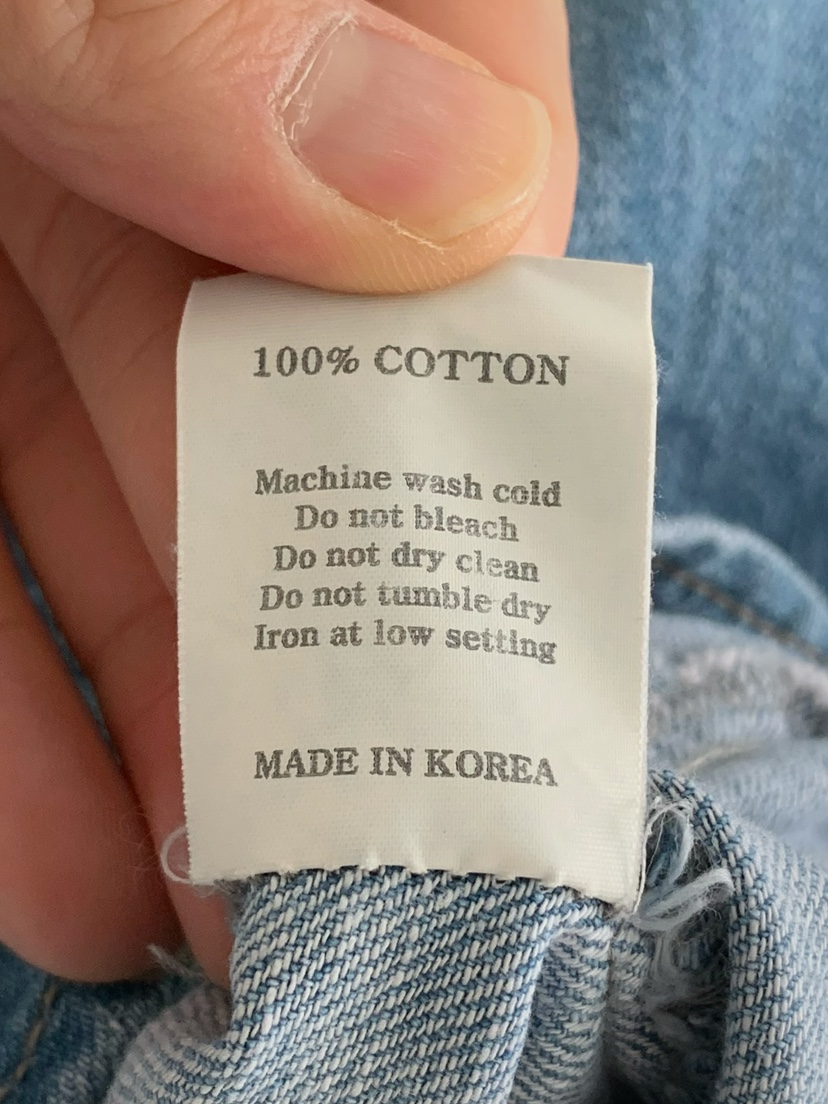 100% COTTON
Machine wash cold
Do not bleach
Do not dry clean
Do not tumble dry
Iron at low setting
MADE IN KOREA